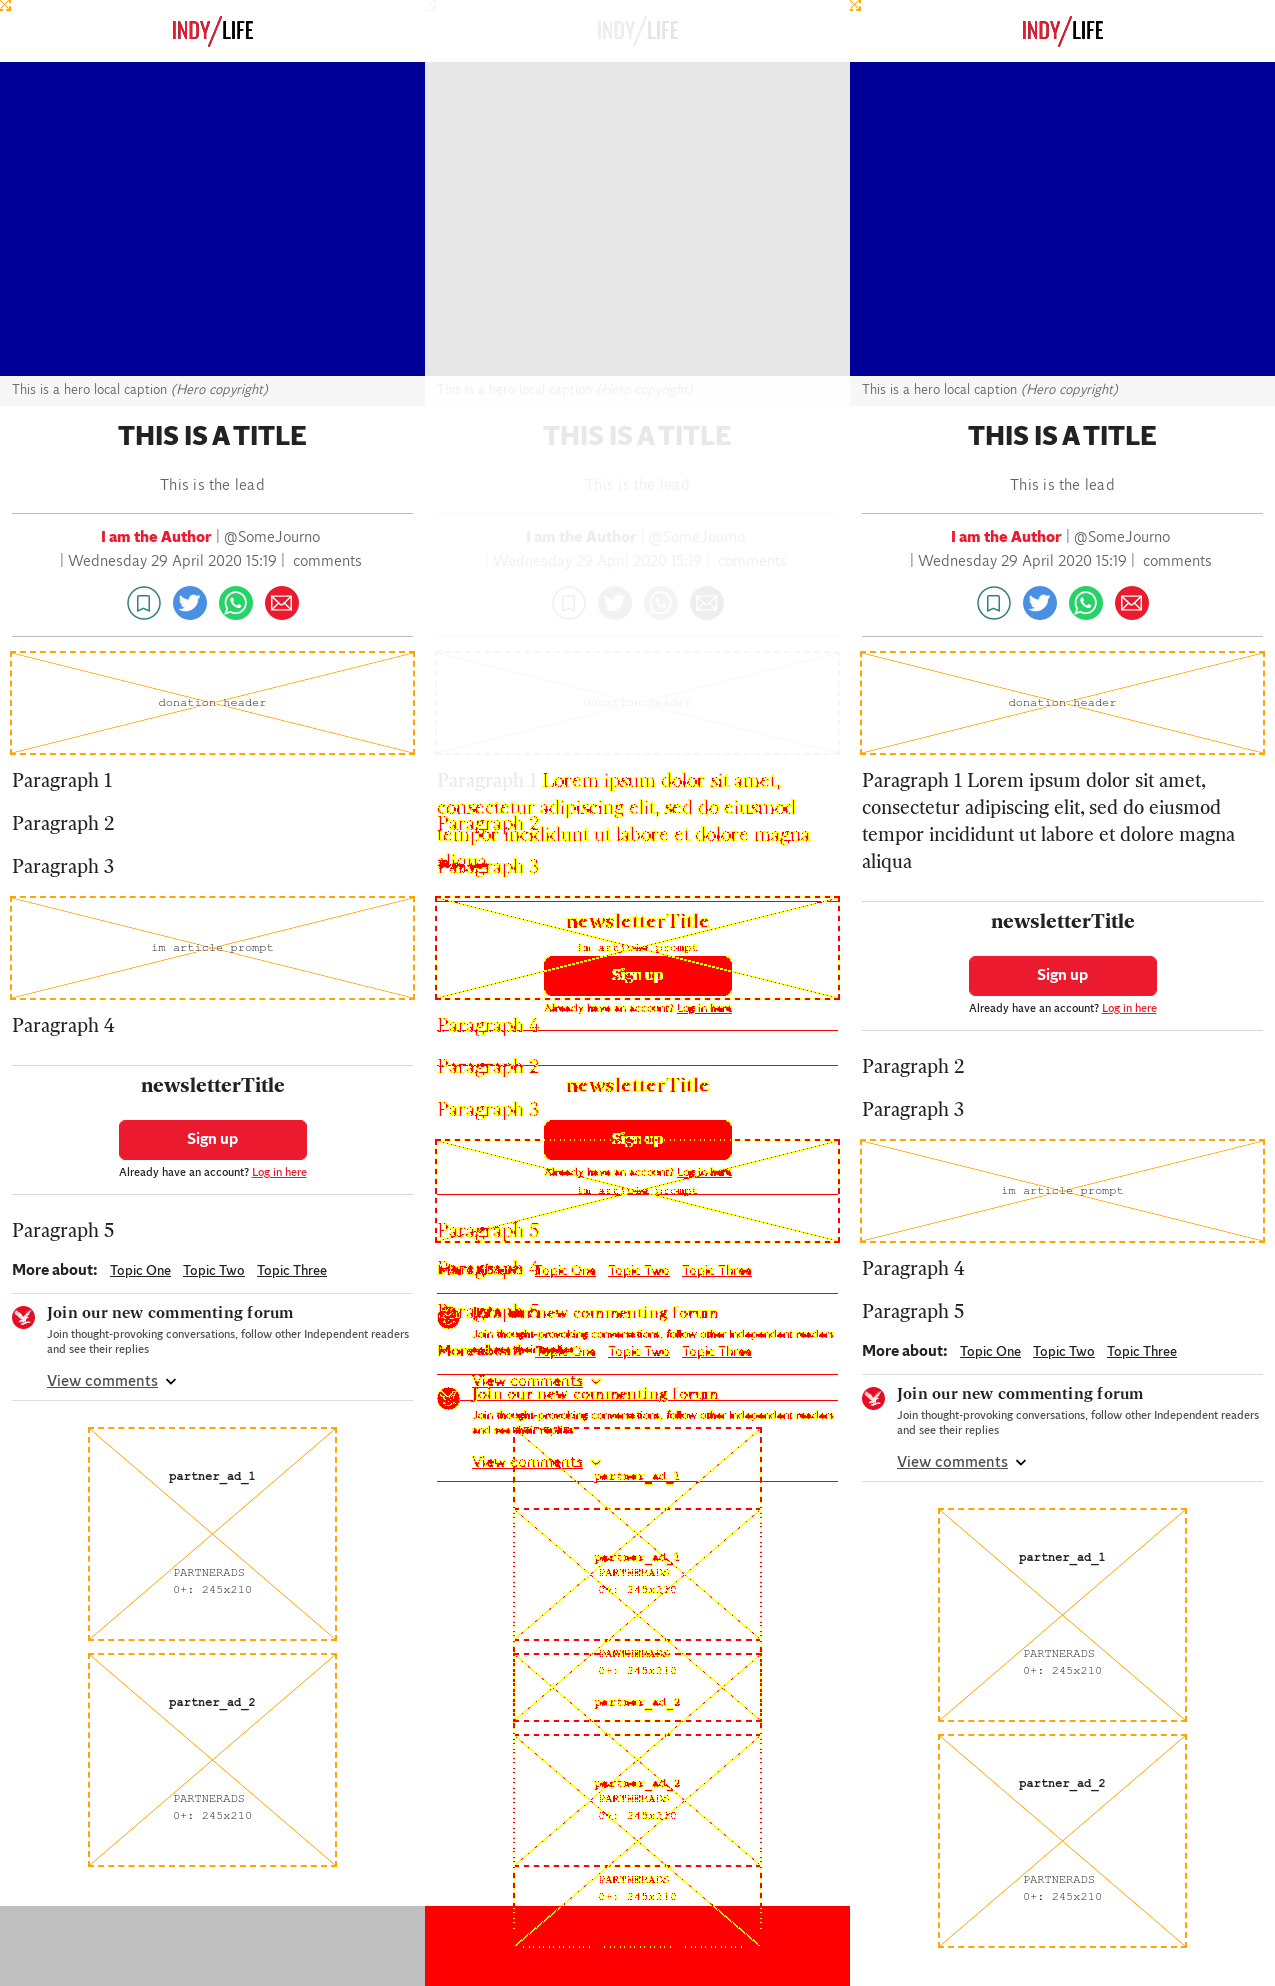 INDY/LIFE
This is a hero local caption (Hero copyright)
THIS IS A TITLE
This is the lead
I am the Author | @SomeJourno
| Wednesday 29 April 2020 15:19 | comments
donation header
Paragraph 1
Paragraph 2
Paragraph 3
im article prompt
Paragraph 4
newsletterTitle
Sign up
Already have an account? Log in here
Paragraph 5
More about: Topic One Topic Two Topic Three
Join our new commenting forum
Join thought-provoking conversations, follow other Independent readers
and see their replies
View comments
partner_ad_1
PARTNERADS
0+: 245x210
partner_ad_2
PARTNERADS
0+: 245x210
INDY/LIFE
This is a hero local caption (Hero copyright)
THIS IS A TITLE
This is the lead
I am the Author | @SomeJourno
| Wednesday 29 April 2020 15:19 | comments
donation header
Paragraph 1 Lorem ipsum dolor sit amet,
consectetur adipiscing elit, sed do eiusmod
Paragraph 2
tempor incididunt ut labore et dolore magna
aliqua
Paragraph 3
newsletterTitle
im article prompt
Sign up
Already have an account? Log in here
Paragraph 4
Paragraph 2
newsletterTitle
Paragraph 3
Sign up
Already have an account? Log in here
im article prompt
Paragraph 5
Paragraph 4
Topic One Topic Two Topic Three
Paragraph 5
Join our new commenting forum
Join thought-provoking conversations, follow other Independent readers
More about: Topic One Topic Two Topic Three
View comments
Join our new commenting forum
Join thought-provoking conversations, follow other Independent readers
and see their replies
View comments
partner_ad_1
partner_ad_1
PARTNERADS
0+: 245x210
PARTNERADS
0+: 245x210
partner_ad_2
partner_ad_2
PARTNERADS
0+: 245x210
PARTNERADS
0+: 245x210
INDY/LIFE
This is a hero local caption (Hero copyright)
THIS IS A TITLE
This is the lead
I am the Author | @SomeJourno
| Wednesday 29 April 2020 15:19 | comments
donation header
Paragraph 1 Lorem ipsum dolor sit amet,
consectetur adipiscing elit, sed do eiusmod
tempor incididunt ut labore et dolore magna
aliqua
newsletterTitle
Sign up
Already have an account? Log in here
Paragraph 2
Paragraph 3
im article prompt
Paragraph 4
Paragraph 5
More about: Topic One Topic Two Topic Three
Join our new commenting forum
Join thought-provoking conversations, follow other Independent readers
and see their replies
View comments
partner_ad_1
PARTNERADS
0+: 245x210
partner_ad_2
PARTNERADS
0+: 245x210